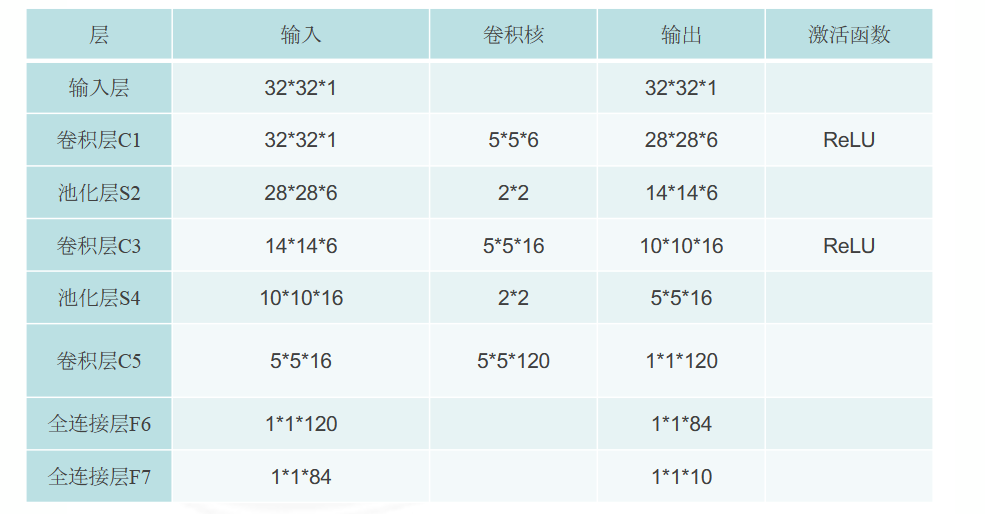 层 输入 卷积核 输出 激活函数
输入层 32*32*1 32*32*1
卷积层C1 32*32*1 5*5*6 28*28*6 ReLU
池化层S2 28*28*6 2*2 14*14*6
卷积层C3 14*14*6 5*5*16 10*10*16 ReLU
池化层S4 10*10*16 2*2 5*5*16
卷积层C5 5*5*16 5*5*120 1*1*120
全连接层F6 1*1*120 1*1*84
全连接层F7 1*1*84 1*1*10